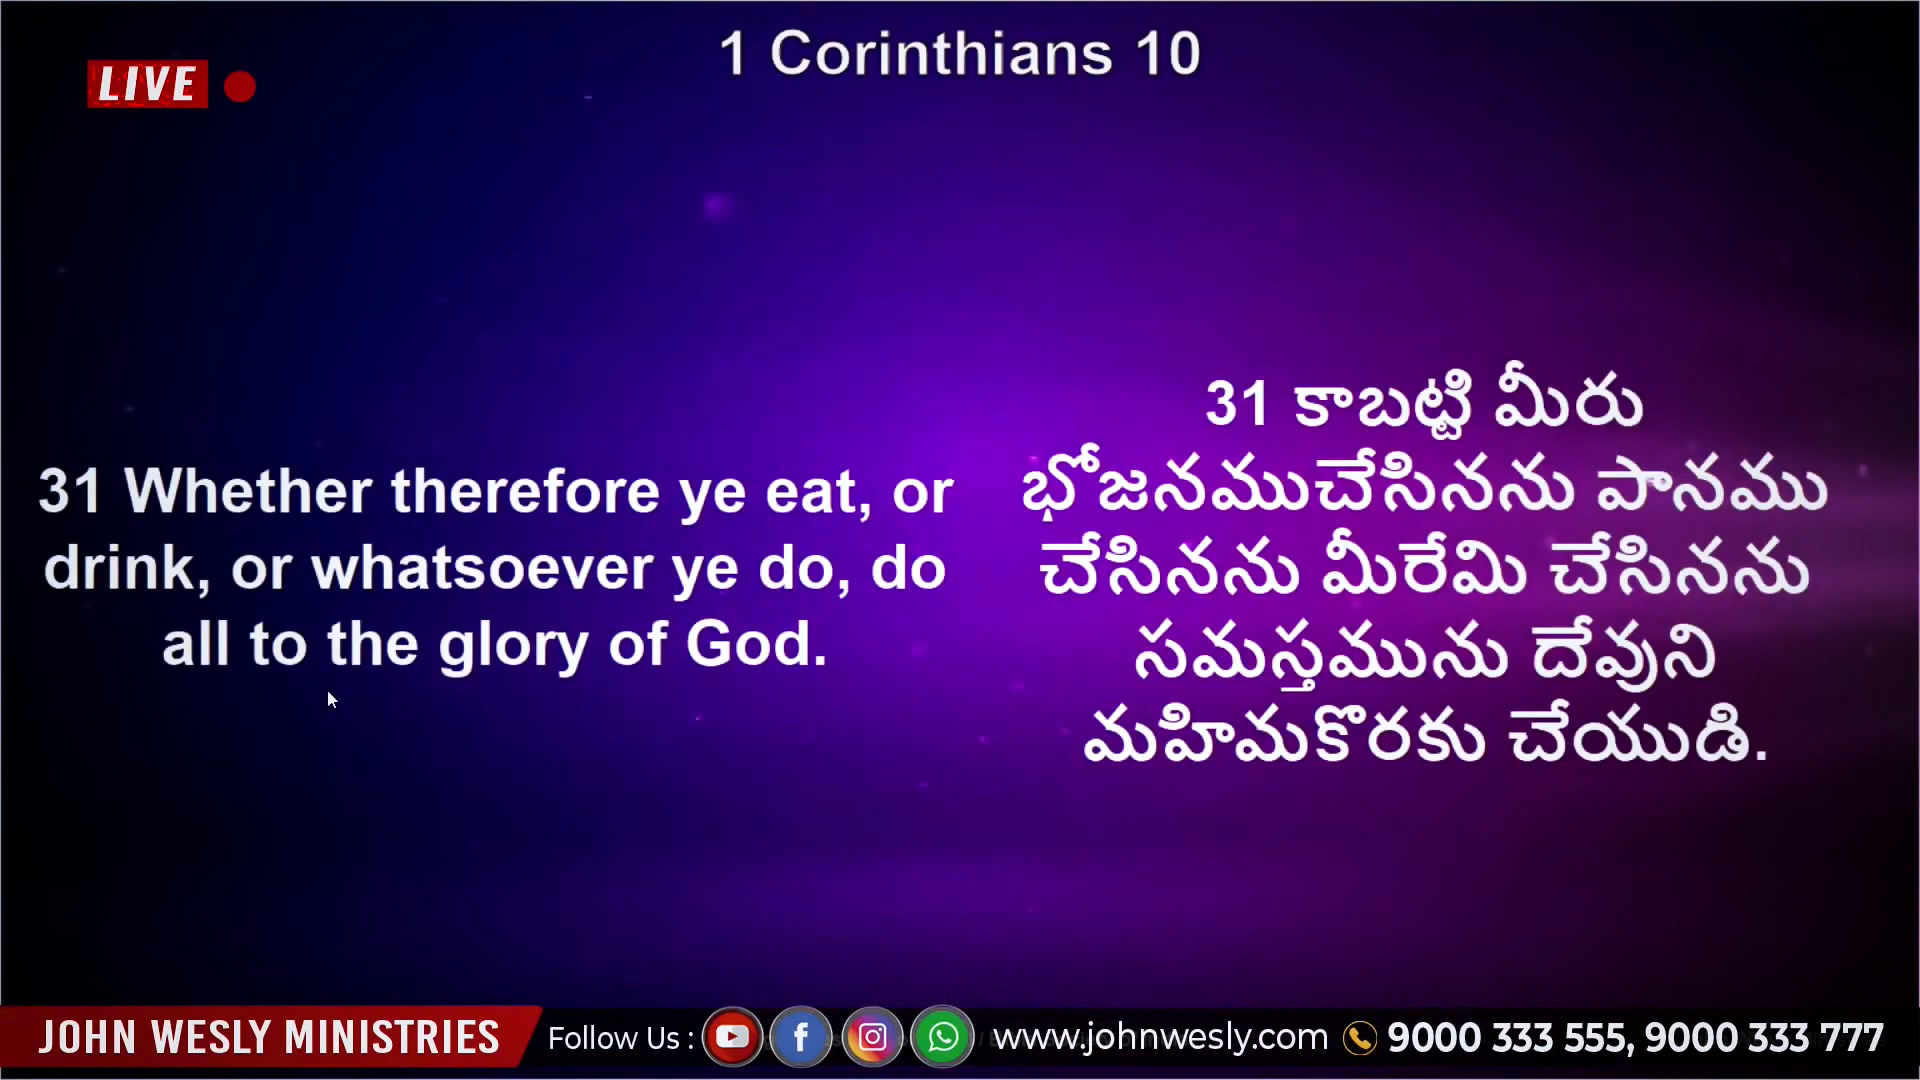 1 Corinthians 10
LIVE
31 Whether therefore ye eat, or
drink, or whatsoever ye do, do
all to the glory of God.
31 కాబట్టి మీరు
భోజనముచేసినను పానము
చేసినను మీరేమి చేసినను
సమస్తమును దేవుని
మహిమకొరకు చేయుడి.
JOHN WESLY MINISTRIES Follow Us : www.johnwesly.com 9000 333 555, 9000 333 777